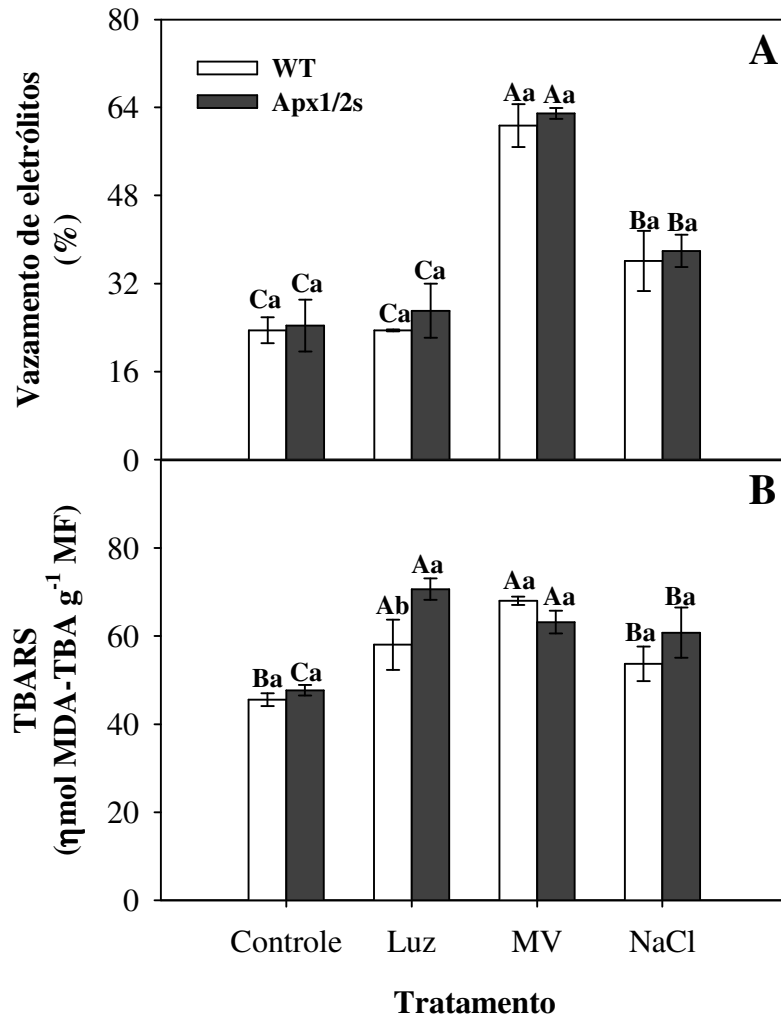 80
A
WT
Apx1/2s
64
48
32
16
0
Vazamento de eletrólitos
(%)
Ca Ca
Ca Ca
Aa Aa
Ba Ba
B
80
60
40
20
0
TBARS
(ηmol MDA-TBA g-1 MF)
Ba Ca
Ab Aa
Aa Aa
Ba Ba
Controle Luz MV NaCl
Tratamento